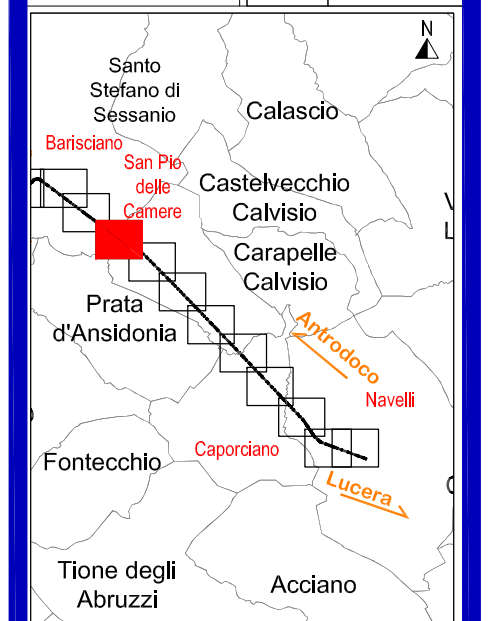 N
Santo
Stefano di
Sessanio
Calascio
Barisciano
San Pio
delle
Camere
Castelvecchio
Calvisio
Carapelle
Calvisio
Prata
d'Ansidonia
Antrodoco
Navelli
Caporciano
Fontecchio
Lucera
Tione degli
Abruzzi
Acciano